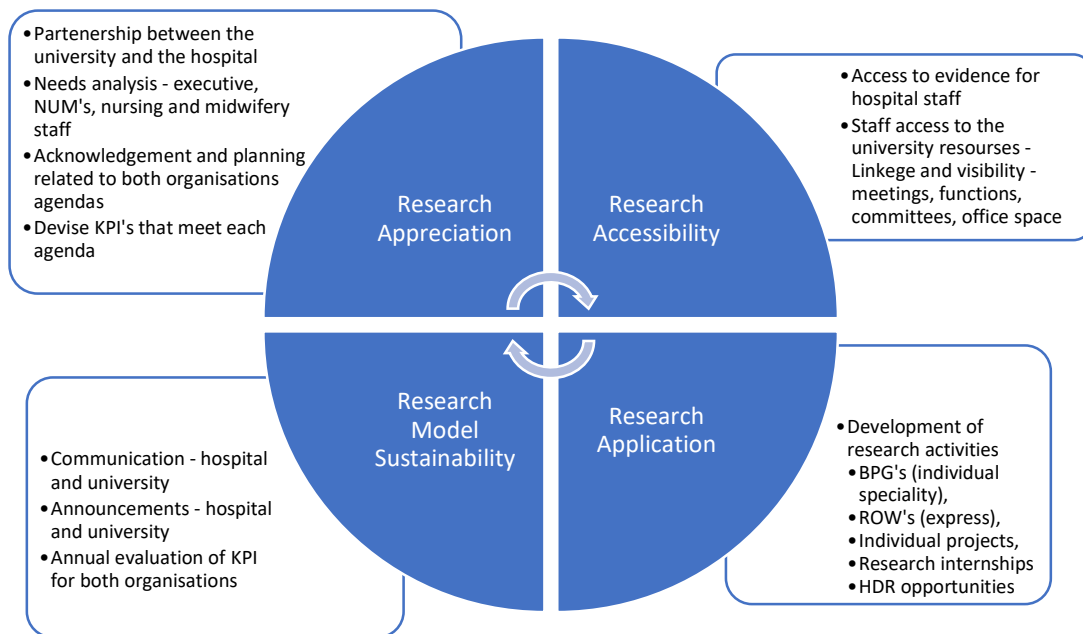 •Partenership between the
university and the hospital
•Needs analysis - executive,
NUM's, nursing and midwifery
staff
•Acknowledgement and planning
related to both organisations
agendas
•Devise KPI's that meet each
agenda
Research
Appreciation
Research
Accessibility
•Access to evidence for
hospital staff
•Staff access to the
university resourses -
Linkege and visibility -
meetings, functions,
committees, office space
•Communication - hospital
and university
•Announcements - hospital
and university
•Annual evaluation of KPI
for both organisations
Research
Model
Sustainability
Research
Application
•Development of
research activities
•BPG's (individual
speciality),
•ROW's (express),
•Individual projects,
•Research internships
•HDR opportunities